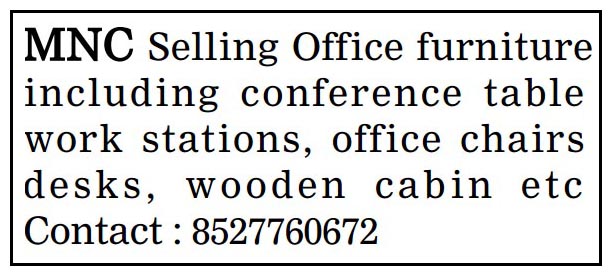 MNC Selling Office furniture
including conference table
work stations, office chairs
desks, wooden cabin etc
Contact : 8527760672